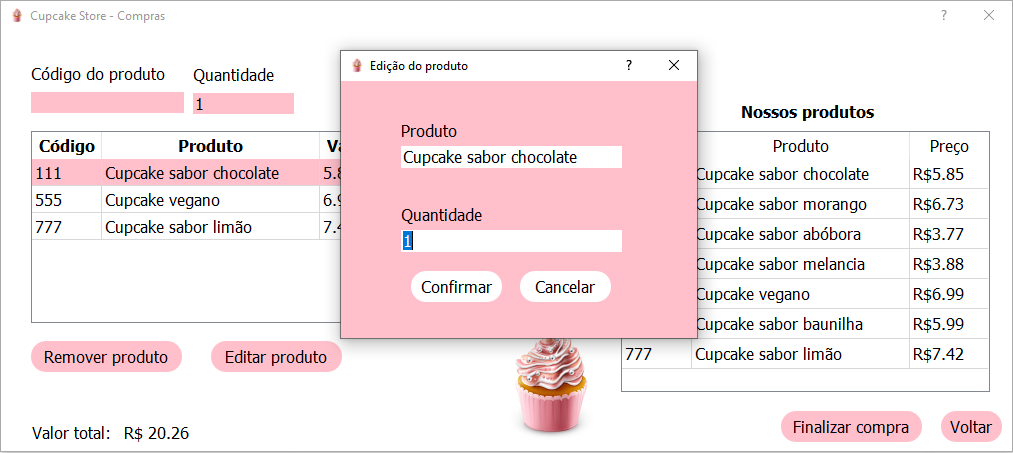 Cupcake Store - Compras
?
Código do produto
Quantidade
1
Código Produto
111 Cupcake sabor chocolate 5.8
555 Cupcake vegano 6.9
777 Cupcake sabor limão 7.4
Remover produto
Editar produto
Valor total: R$ 20.26
Edição do produto
?
Produto
Cupcake sabor chocolate
Quantidade
1
Confirmar
Cancelar
Nossos produtos
Produto Preço
Cupcake sabor chocolate R$5.85
Cupcake sabor morango R$6.73
Cupcake sabor abóbora R$3.77
Cupcake sabor melancia R$3.88
Cupcake vegano R$6.99
Cupcake sabor baunilha R$5.99
777 Cupcake sabor limão R$7.42
Finalizar compra
Voltar